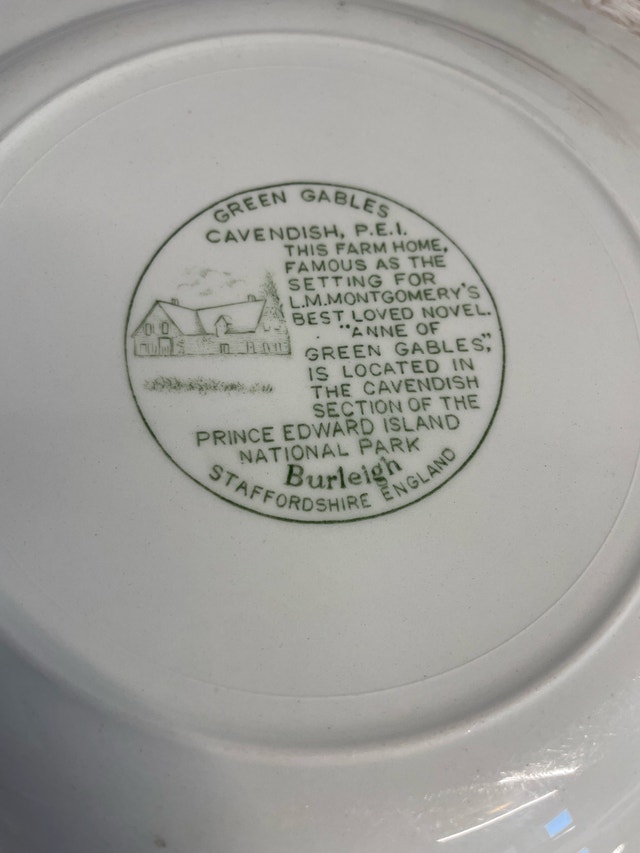 GREEN GABLES
CAVENDISH, P.E.I.
THIS FARM HOME,
FAMOUS AS THE
SETTING FOR
L.M.MONTGOMERY'S
BEST LOVED NOVEL.
"ANNE OF
GREEN GABLES",
IS LOCATED IN
THE CAVENDISH
SECTION OF THE
PRINCE EDWARD ISLAND
NATIONAL PARK
Burleigh
STAFFORDSHIRE ENGLAND